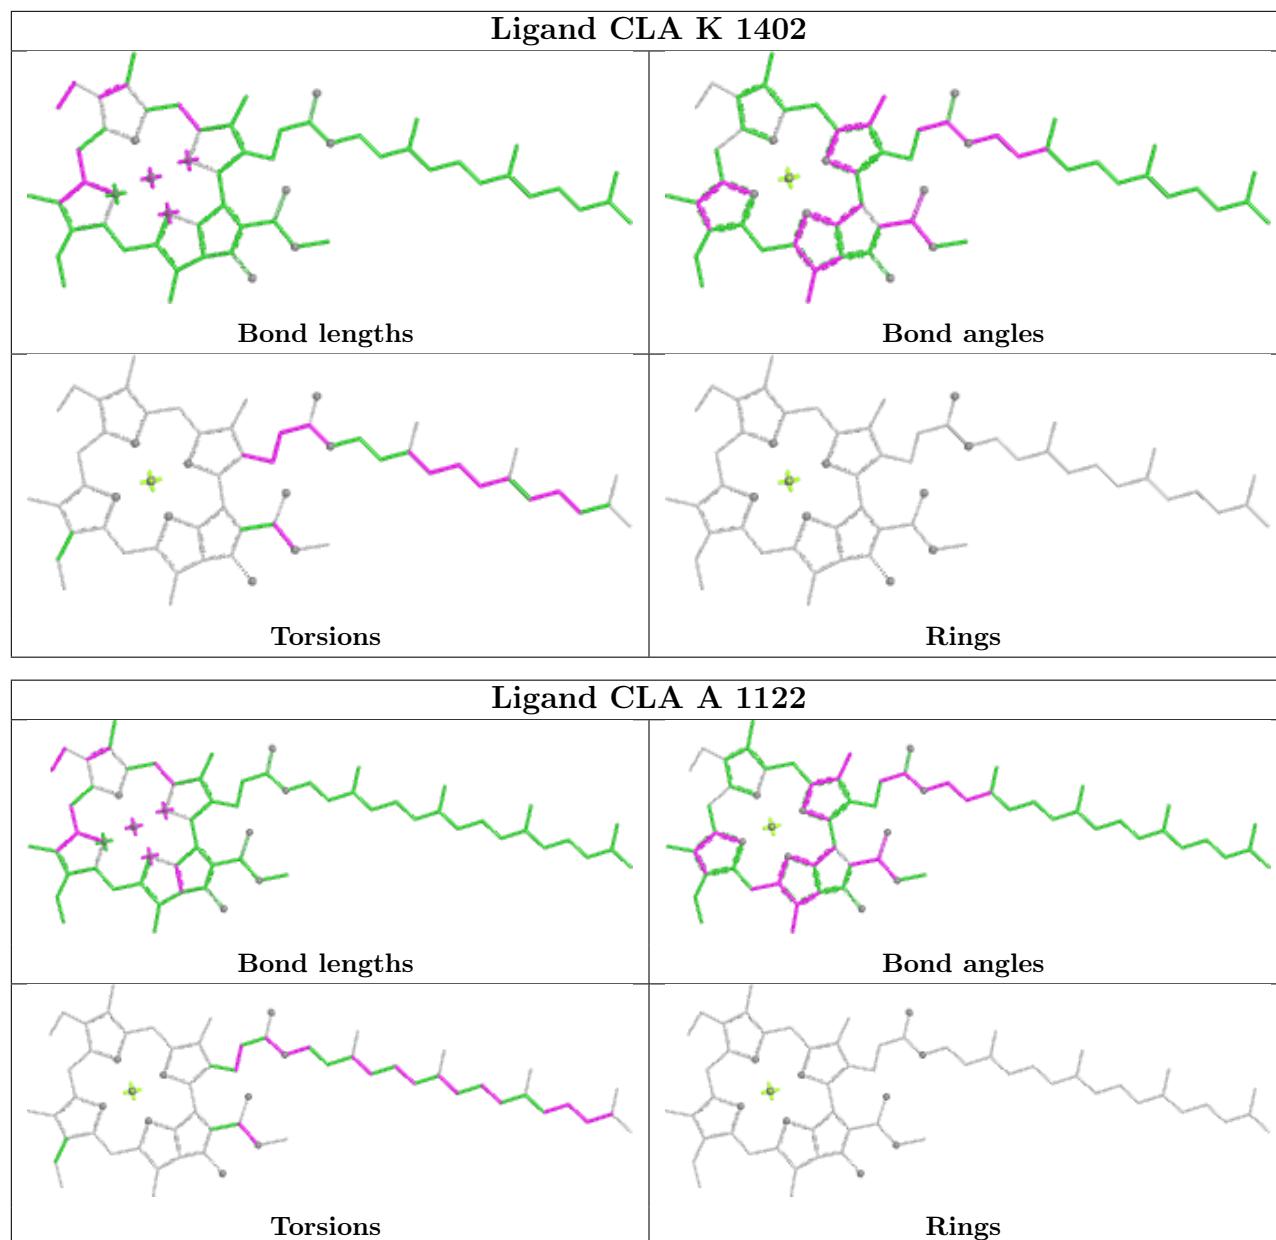 Ligand CLA K 1402
Bond lengths
Bond angles
Torsions
Rings
Ligand CLA A 1122
Bond lengths
Bond angles
Torsions
Rings